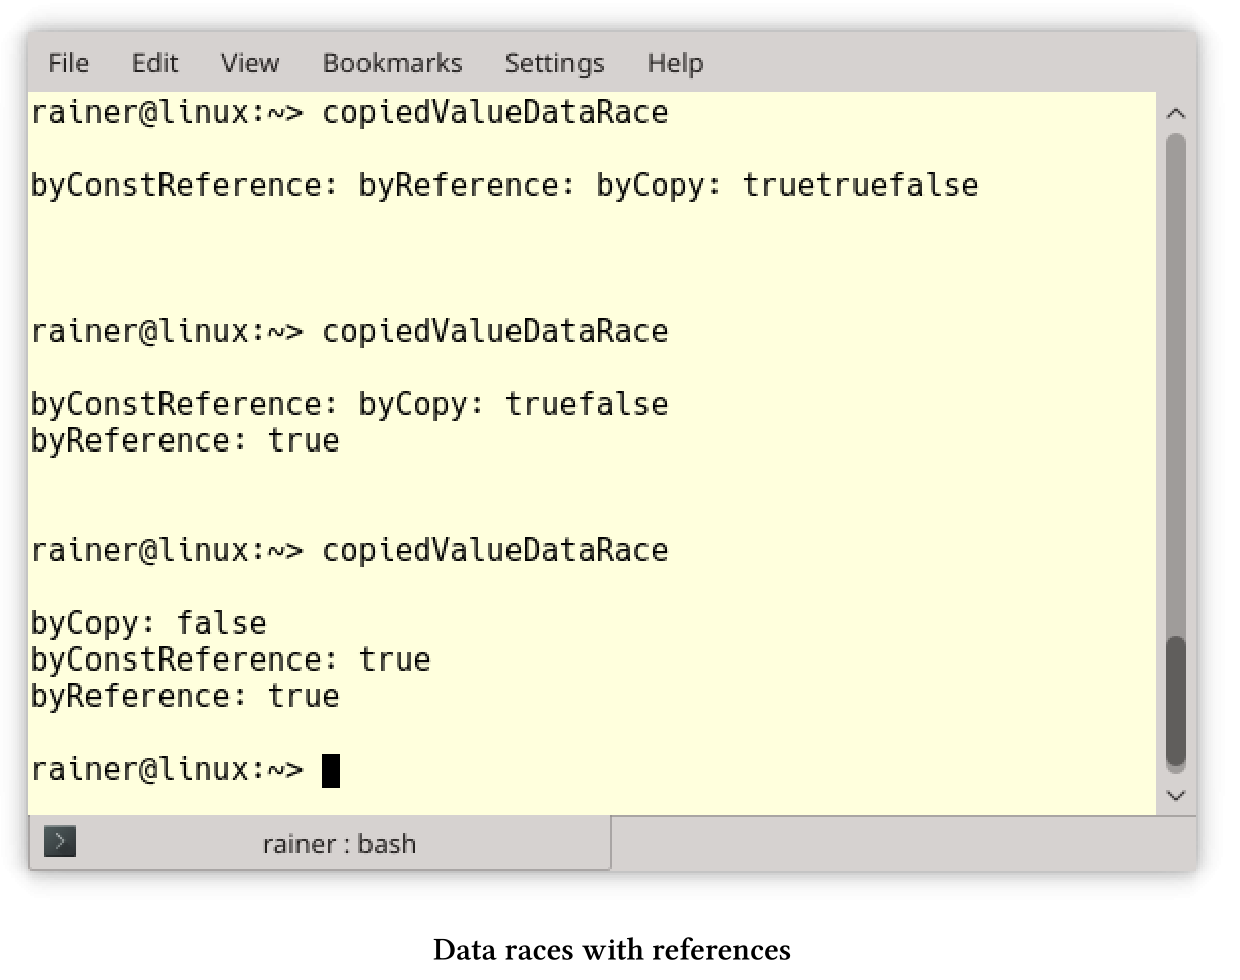 File Edit View Bookmarks Settings Help
rainer@linux:~> copiedValueDataRace
byConstReference: byReference: byCopy: truetruefalse
rainer@linux:~> copiedValueDataRace
byConstReference: byCopy: truefalse
byReference: true
rainer@linux:~> copiedValueDataRace
byCopy: false
byConstReference: true
byReference: true
rainer@linux:~>
rainer : bash
Data races with references